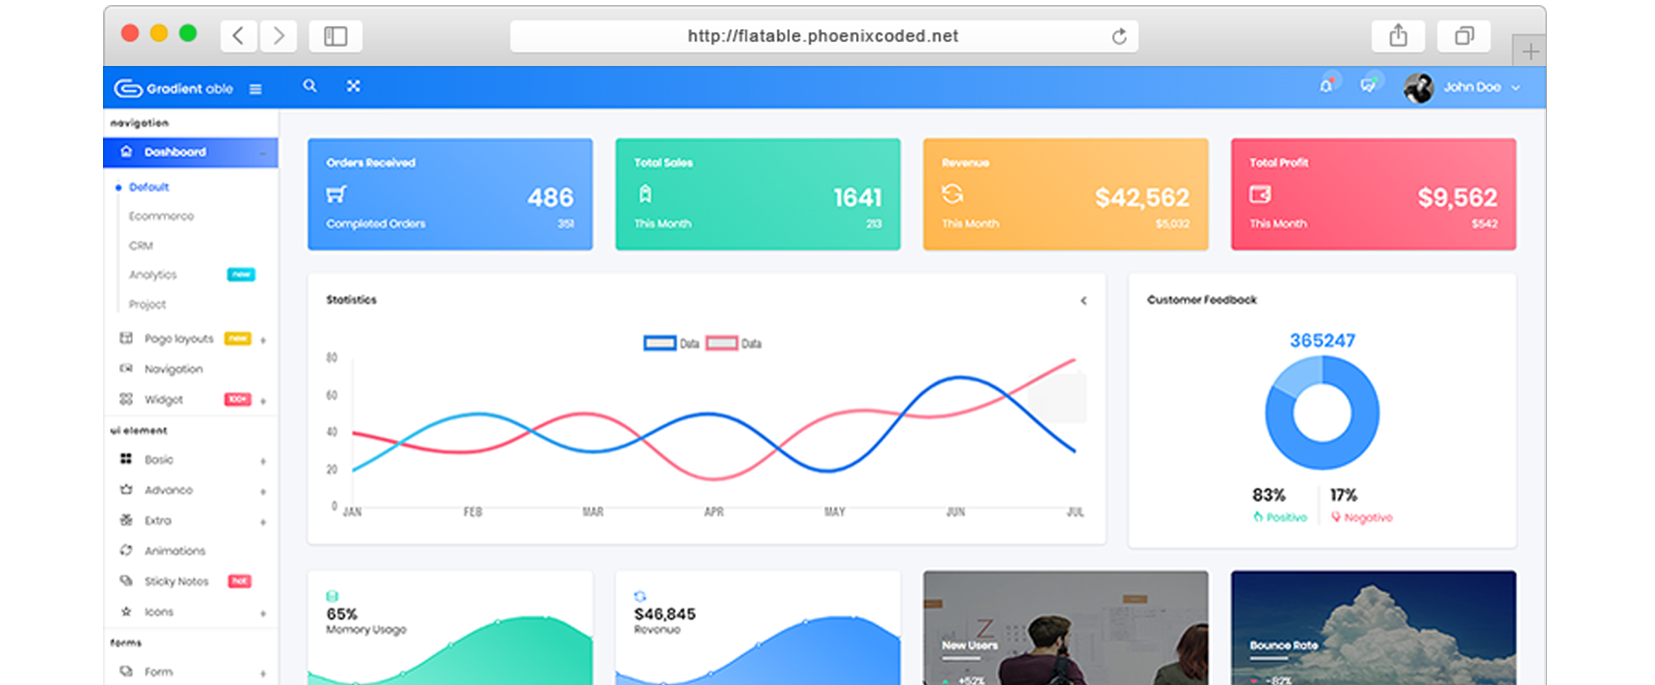 http://flatable.phoenixcoded.net
Gradient able
John Doe
navigation
Dashboard
Default
Ecommerce
CRM
Analytics new
Project
Page layouts new
Navigation
Widget 100+
ui element
Basic
Advance
Extra
Animations
Sticky Notes hot
Icons
forms
Form
Orders Received
486
Completed Orders 351
Total Sales
1641
This Month 213
Revenue
$42,562
This Month $5,032
Total Profit
$9,562
This Month $542
Statistics
Data Data
80
60
40
20
0
JAN FEB MAR APR MAY JUN JUL
Customer Feedback
365247
83% 17%
Positive Negative
65%
Memory Usage
$46,845
Revenue
New Users
+52%
Bounce Rate
-82%